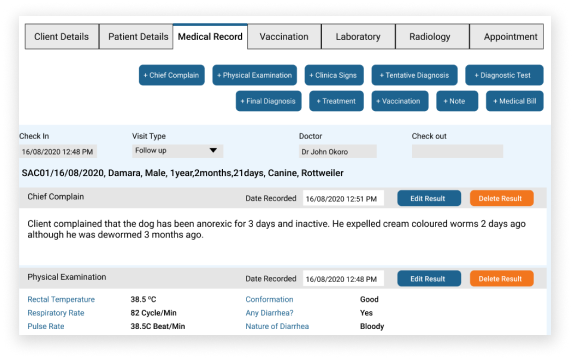 Client Details Patient Details Medical Record Vaccination Laboratory Radiology Appointment
+ Chief Complain + Physical Examination + Clinica Signs + Tentative Diagnosis + Diagnostic Test
+ Final Diagnosis + Treatment + Vaccination + Note + Medical Bill
Check In Visit Type Doctor Check out
16/08/2020 12:48 PM Follow up Dr John Okoro
SAC01/16/08/2020, Damara, Male, 1year,2months,21days, Canine, Rottweiler
Chief Complain Date Recorded 16/08/2020 12:51 PM Edit Result Delete Result
Client complained that the dog has been anorexic for 3 days and inactive. He expelled cream coloured worms 2 days ago
although he was dewormed 3 months ago.
Physical Examination Date Recorded 16/08/2020 12:48 PM Edit Result Delete Result
Rectal Temperature 38.5 ºC Conformation Good
Respiratory Rate 82 Cycle/Min Any Diarrhea? Yes
Pulse Rate 38.5C Beat/Min Nature of Diarrhea Bloody